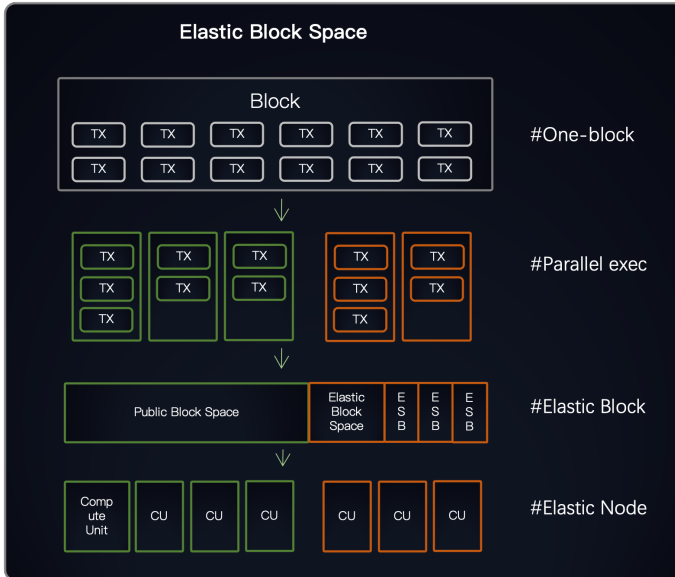 Elastic Block Space
Block
TX TX TX TX TX TX
TX TX TX TX TX TX
#One-block
TX TX TX TX TX
TX TX TX TX TX
TX TX
#Parallel exec
Public Block Space
Elastic
Block
Space
E
S
B
E
S
B
E
S
B
#Elastic Block
Comp
ute
Unit
CU CU CU CU CU CU
#Elastic Node